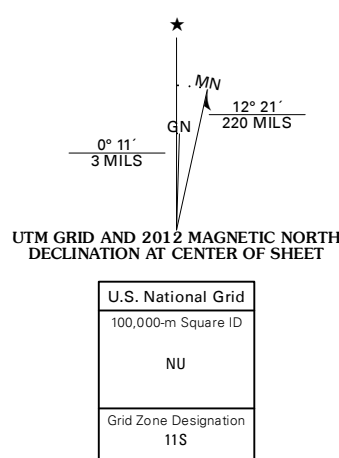 ★
MN
GN
12° 21´
220 MILS
0° 11´
3 MILS
UTM GRID AND 2012 MAGNETIC NORTH
DECLINATION AT CENTER OF SHEET
U.S. National Grid
100,000-m Square ID
NU
Grid Zone Designation
11S